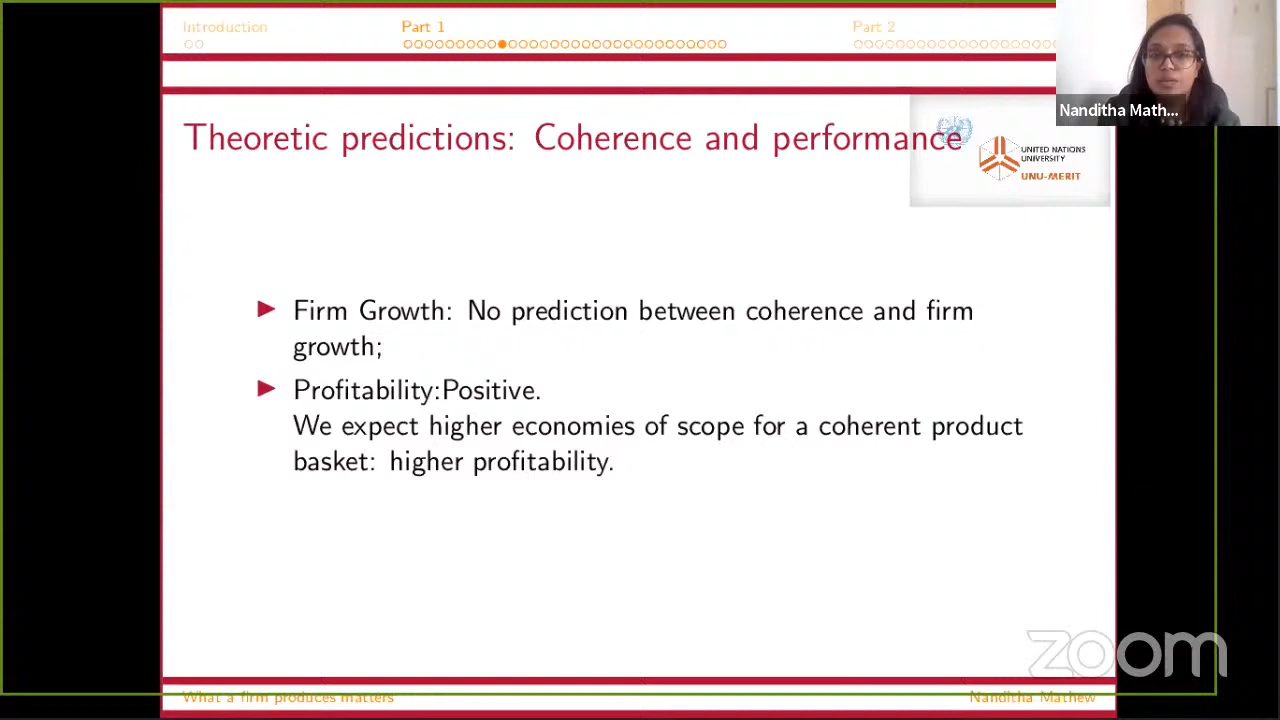 Introduction
Part 1
Part 2
Nanditha Math...
Theoretic predictions: Coherence and performance
UNITED NATIONS
UNIVERSITY
UNU-MERIT
Firm Growth: No prediction between coherence and firm
growth;
Profitability:Positive.
We expect higher economies of scope for a coherent product
basket: higher profitability.
zoom
What a firm produces matters
Nanditha Mathew